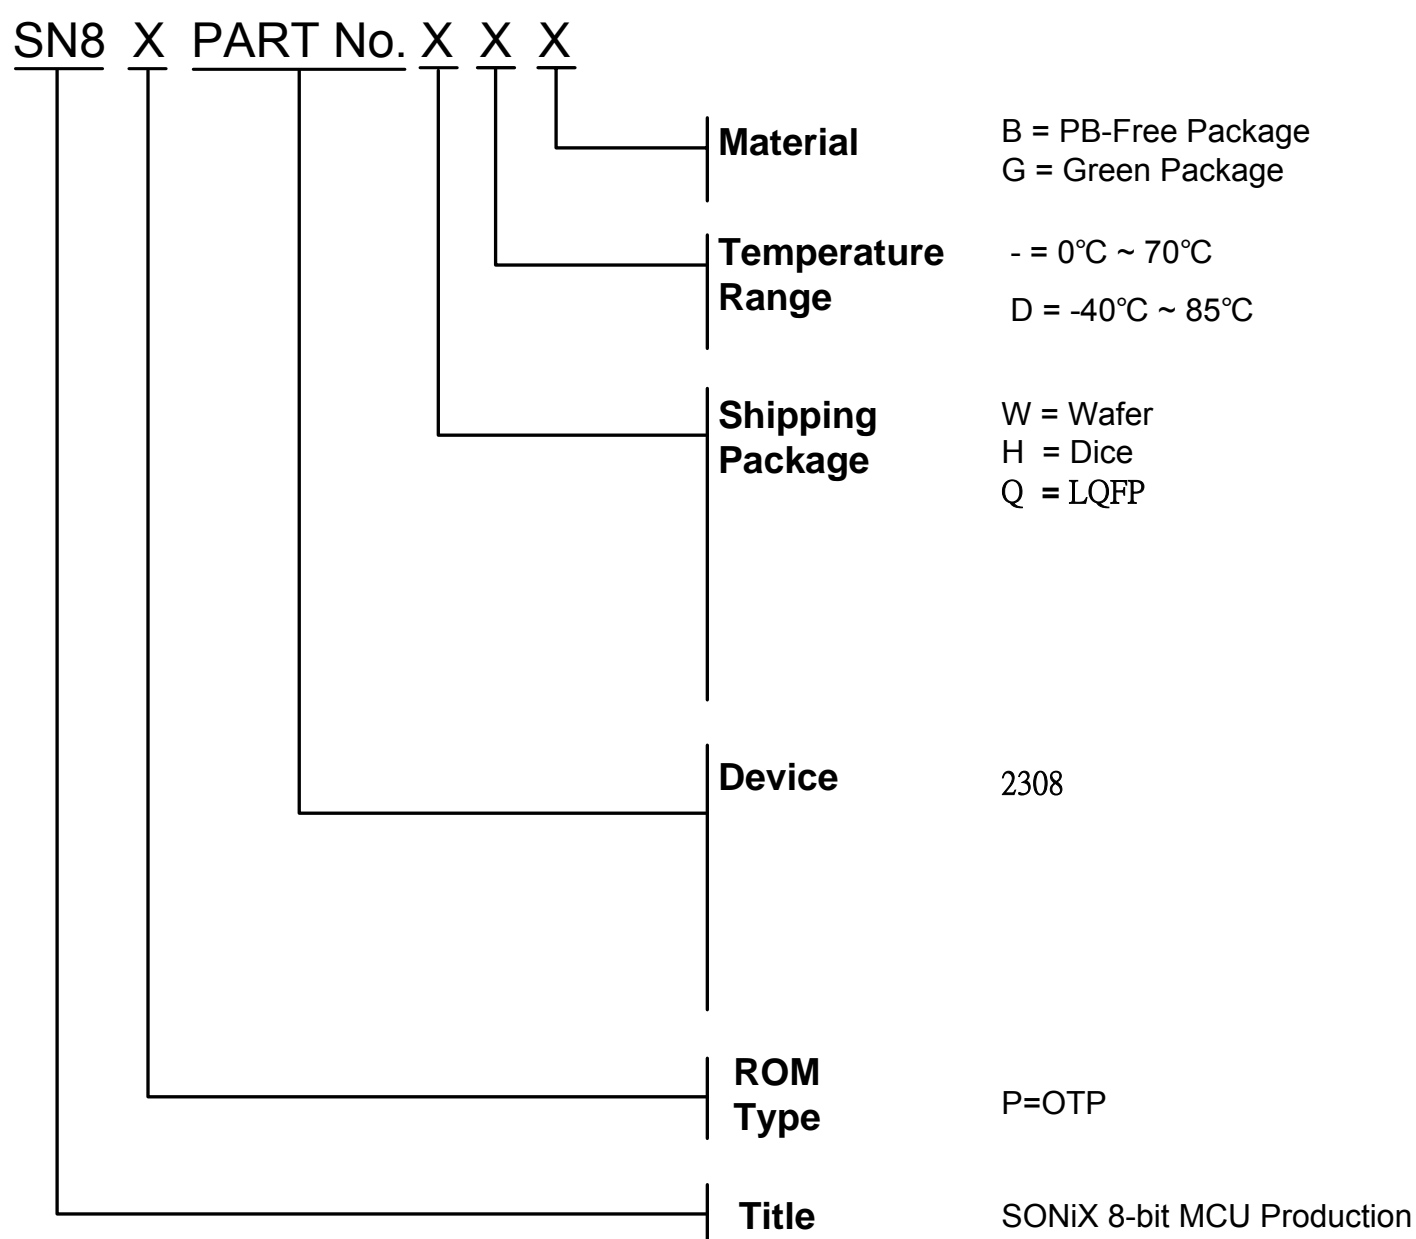 SN8 X PART No. X X X
Material
B = PB-Free Package
G = Green Package
Temperature
Range
- = 0℃ ~ 70℃
D = -40℃ ~ 85℃
Shipping
Package
W = Wafer
H = Dice
Q = LQFP
Device
2308
ROM
Type
P=OTP
Title
SONiX 8-bit MCU Production